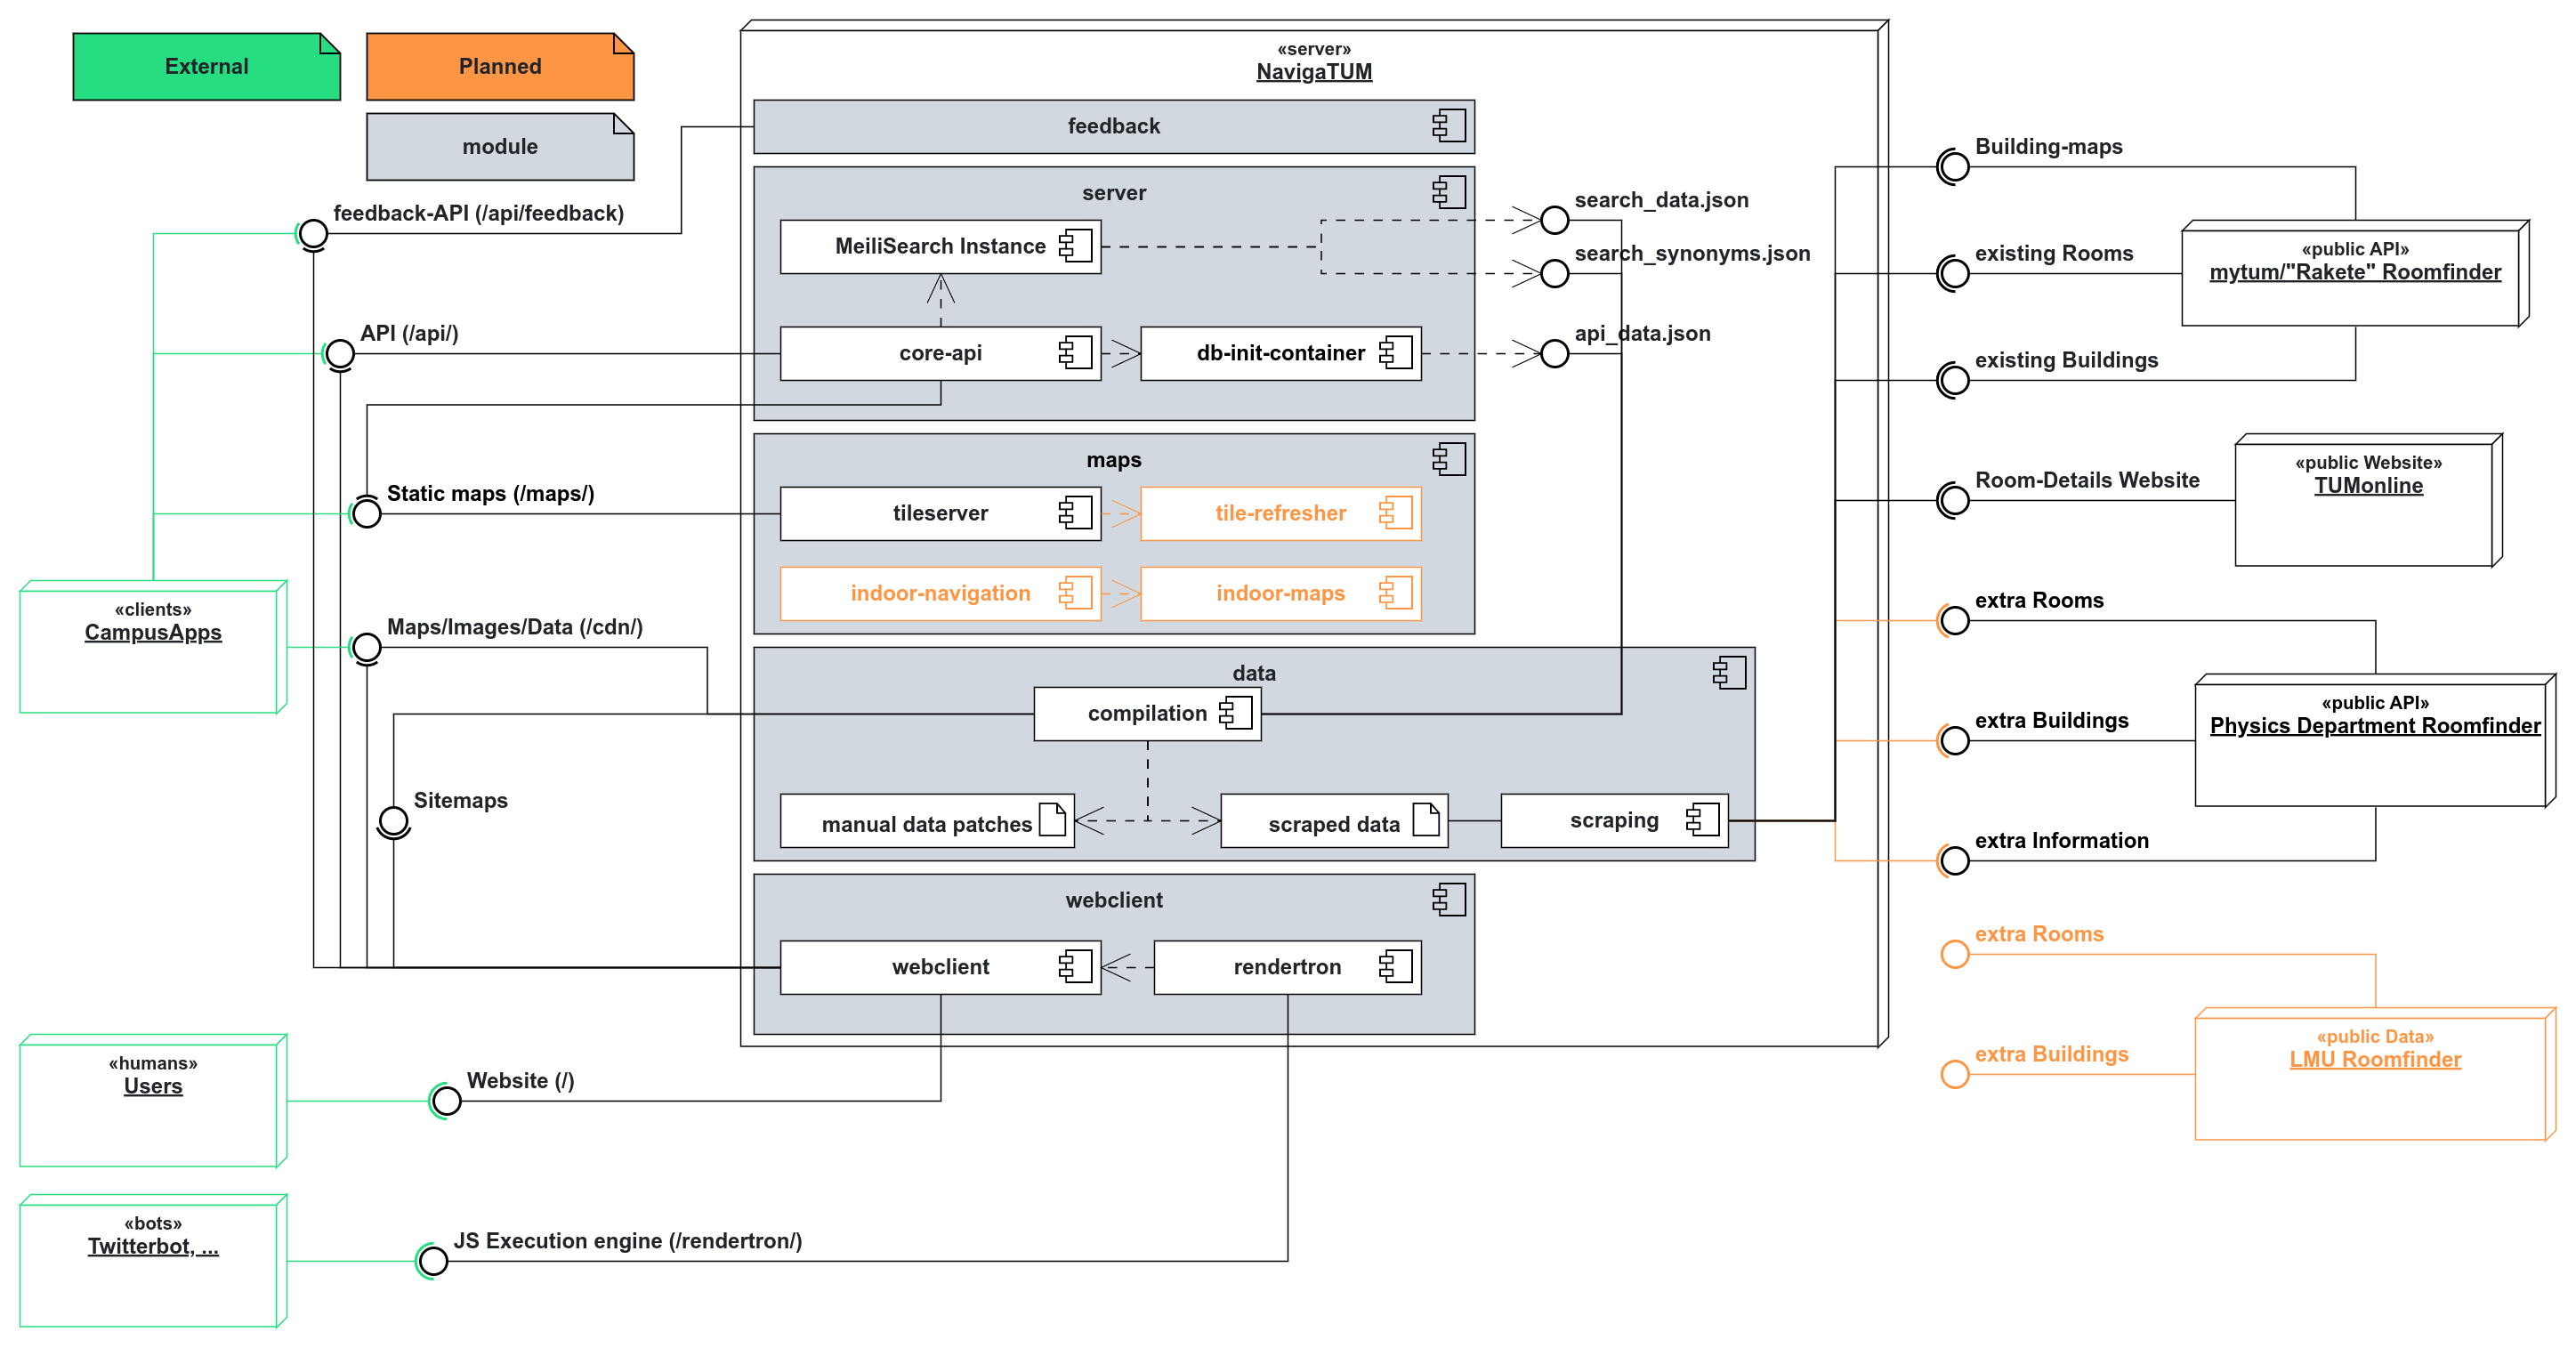 External
Planned
module
«server»
NavigaTUM
feedback
server
MeiliSearch Instance
core-api
db-init-container
search_data.json
search_synonyms.json
api_data.json
maps
tileserver
tile-refresher
indoor-navigation
indoor-maps
data
compilation
manual data patches
scraped data
scraping
webclient
webclient
rendertron
feedback-API (/api/feedback)
API (/api/)
Static maps (/maps/)
Maps/Images/Data (/cdn/)
Sitemaps
Website (/)
JS Execution engine (/rendertron/)
«clients»
CampusApps
«humans»
Users
«bots»
Twitterbot, ...
Building-maps
existing Rooms
existing Buildings
«public API»
mytum/"Rakete" Roomfinder
Room-Details Website
«public Website»
TUMonline
extra Rooms
extra Buildings
extra Information
«public API»
Physics Department Roomfinder
extra Rooms
extra Buildings
«public Data»
LMU Roomfinder